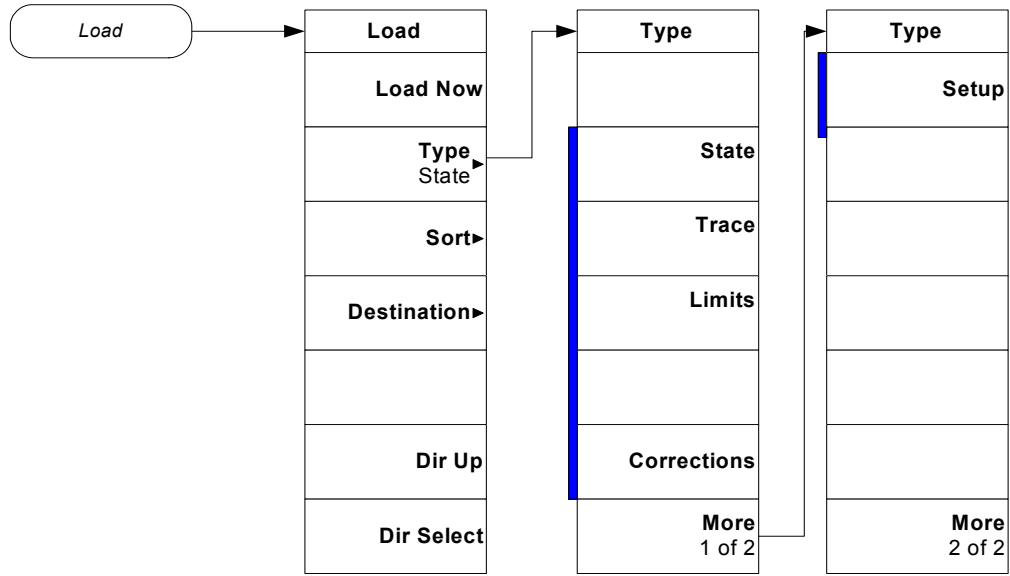 Load
Load
Load Now
Type
State
Sort
Destination
Dir Up
Dir Select
Type
State
Trace
Limits
Corrections
More
1 of 2
Type
Setup
More
2 of 2